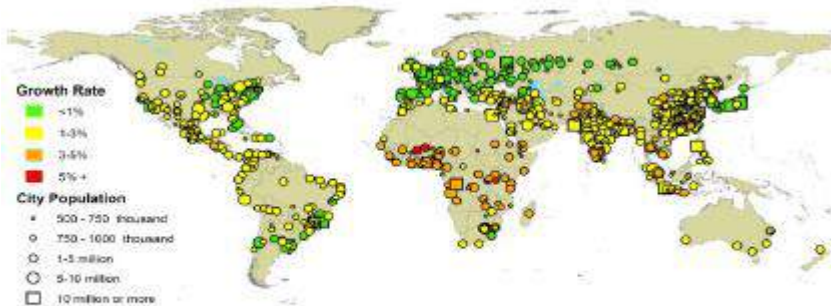 Growth Rate
<1%
1-3%
3-5%
5% +
City Population
500 - 750 thousand
750 - 1000 thousand
1-5 million
5-10 million
10 million or more